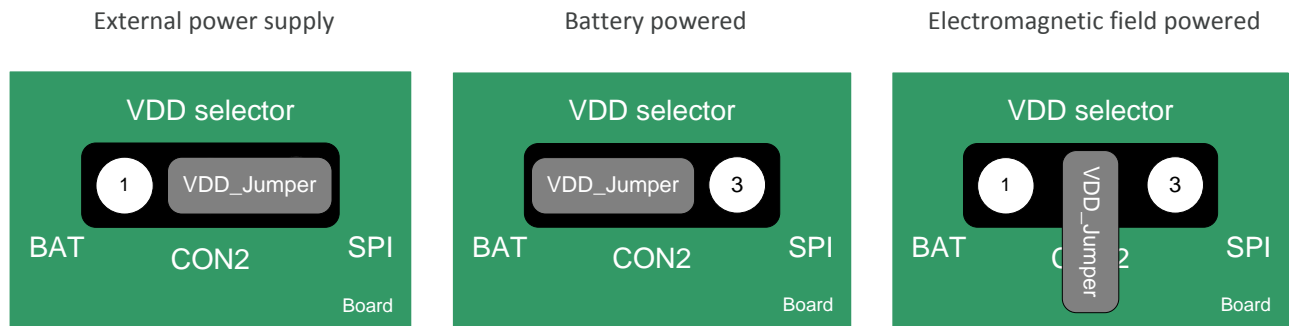 External power supply
VDD selector
1 VDD_Jumper
BAT CON2 SPI
Board
Battery powered
VDD selector
VDD_Jumper 3
BAT CON2 SPI
Board
Electromagnetic field powered
VDD selector
1 VDD_Jumper 3
BAT C 2 SPI
Board